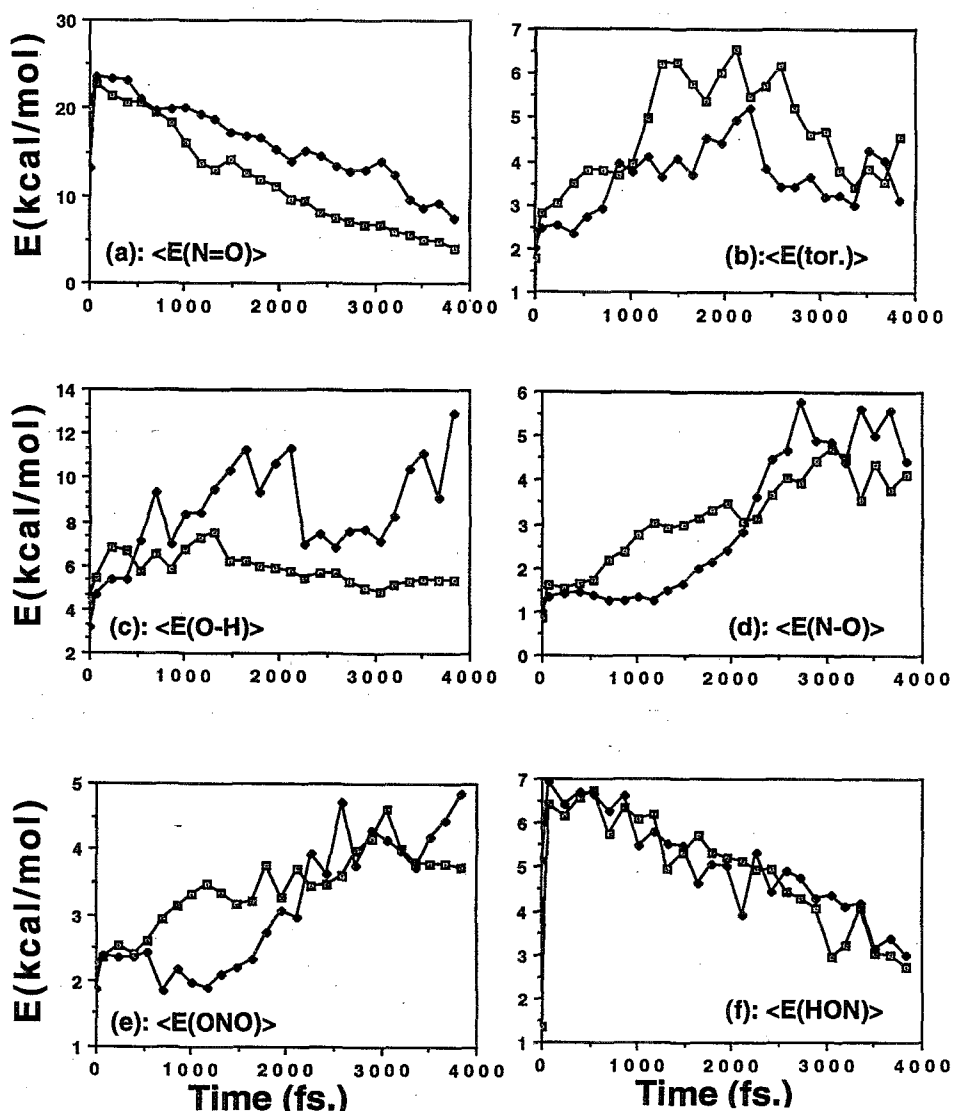 E(kcal/mol)
30
20
10
0
(a): <E(N=O)>
0 1000 2000 3000 4000
7
6
5
4
3
2
1
(b):<E(tor.)>
0 1000 2000 3000 4000
E(kcal/mol)
14
12
10
8
6
4
2
(c): <E(O-H)>
0 1000 2000 3000 4000
6
5
4
3
2
1
0
(d): <E(N-O)>
0 1000 2000 3000 4000
E(kcal/mol)
5
4
3
2
1
(e): <E(ONO)>
0 1000 2000 3000 4000
Time (fs.)
7
6
5
4
3
2
1
(f): <E(HON)>
0 1000 2000 3000 4000
Time (fs.)